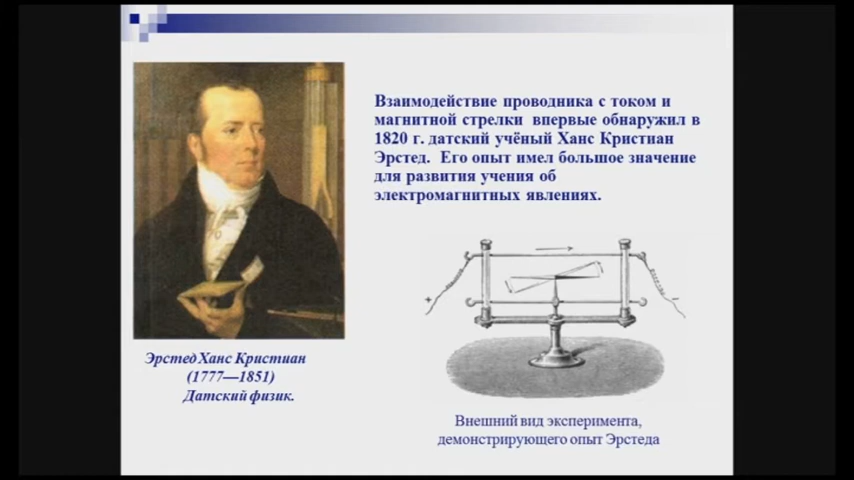 Взаимодействие проводника с током и
магнитной стрелки впервые обнаружил в
1820 г. датский учёный Ханс Кристиан
Эрстед. Его опыт имел большое значение
для развития учения об
электромагнитных явлениях.
Эрстед Ханс Кристиан
(1777—1851)
Датский физик.
+
−
Внешний вид эксперимента,
демонстрирующего опыт Эрстеда